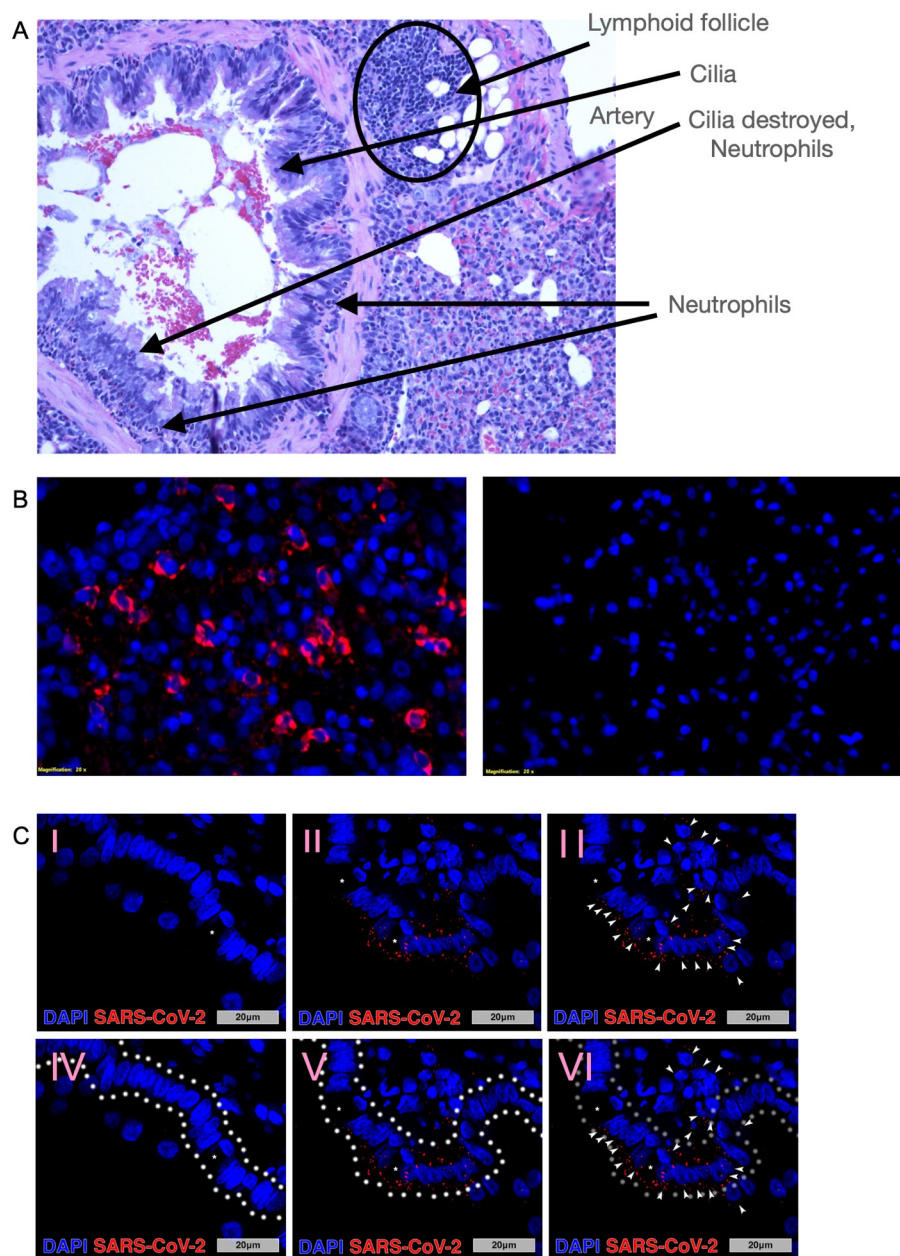 A
Lymphoid follicle
Cilia
Artery
Cilia destroyed,
Neutrophils
Neutrophils
B
Magnification: 20 x
Magnification: 20 x
C
I
II
II
DAPI SARS-CoV-2 20µm
DAPI SARS-CoV-2 20µm
DAPI SARS-CoV-2 20µm
IV
V
VI
DAPI SARS-CoV-2 20µm
DAPI SARS-CoV-2 20µm
DAPI SARS-CoV-2 20µm